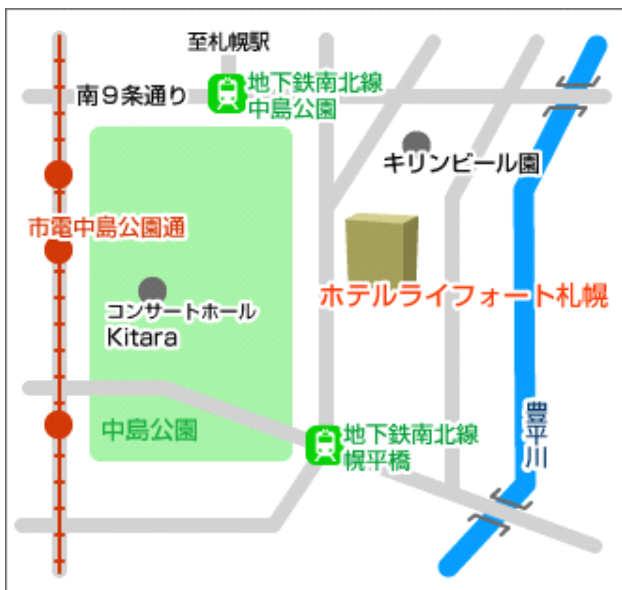 至札幌駅
南９条通り
地下鉄南北線
中島公園
キリンビール園
市電中島公園通
ホテルライフォート札幌
コンサートホール
Kitara
中島公園
地下鉄南北線
幌平橋
豊平川